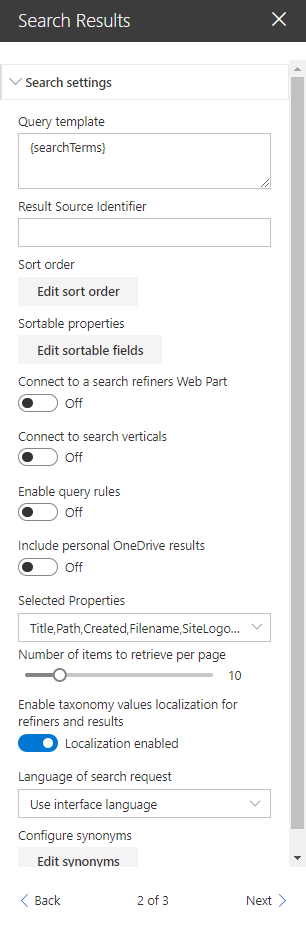 Search Results
Search settings
Query template
{searchTerms}
Result Source Identifier
Sort order
Edit sort order
Sortable properties
Edit sortable fields
Connect to a search refiners Web Part
Off
Connect to search verticals
Off
Enable query rules
Off
Include personal OneDrive results
Off
Selected Properties
Title,Path,Created,Filename,SiteLogo...
Number of items to retrieve per page
10
Enable taxonomy values localization for
refiners and results
Localization enabled
Language of search request
Use interface language
Configure synonyms
Edit synonyms
Back 2 of 3 Next